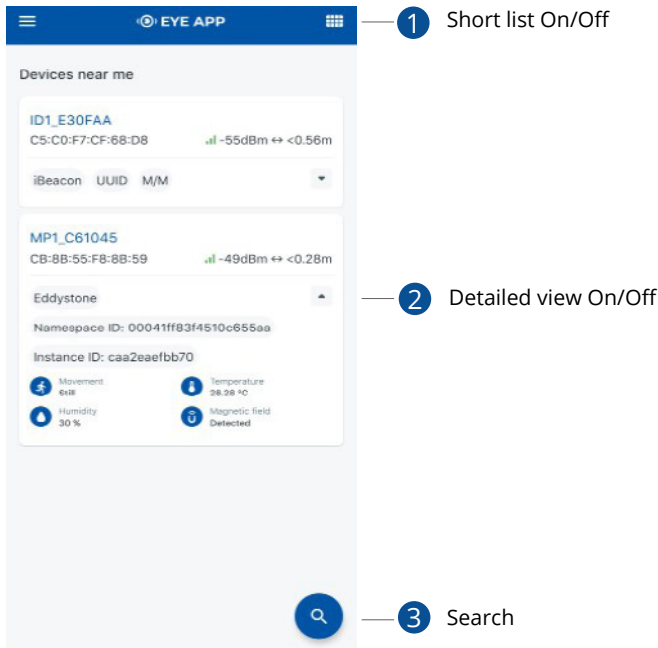 EYE APP
1 Short list On/Off
Devices near me
ID1_E30FAA
C5:C0:F7:CF:68:D8 -55dBm ↔ <0.56m
iBeacon UUID M/M
MP1_C61045
CB:8B:55:F8:8B:59 -49dBm ↔ <0.28m
Eddystone
2 Detailed view On/Off
Namespace ID: 00041ff83f4510c655aa
Instance ID: caa2eaefbb70
Movement
Still
Temperature
28.28 °C
Humidity
30 %
Magnetic field
Detected
3 Search